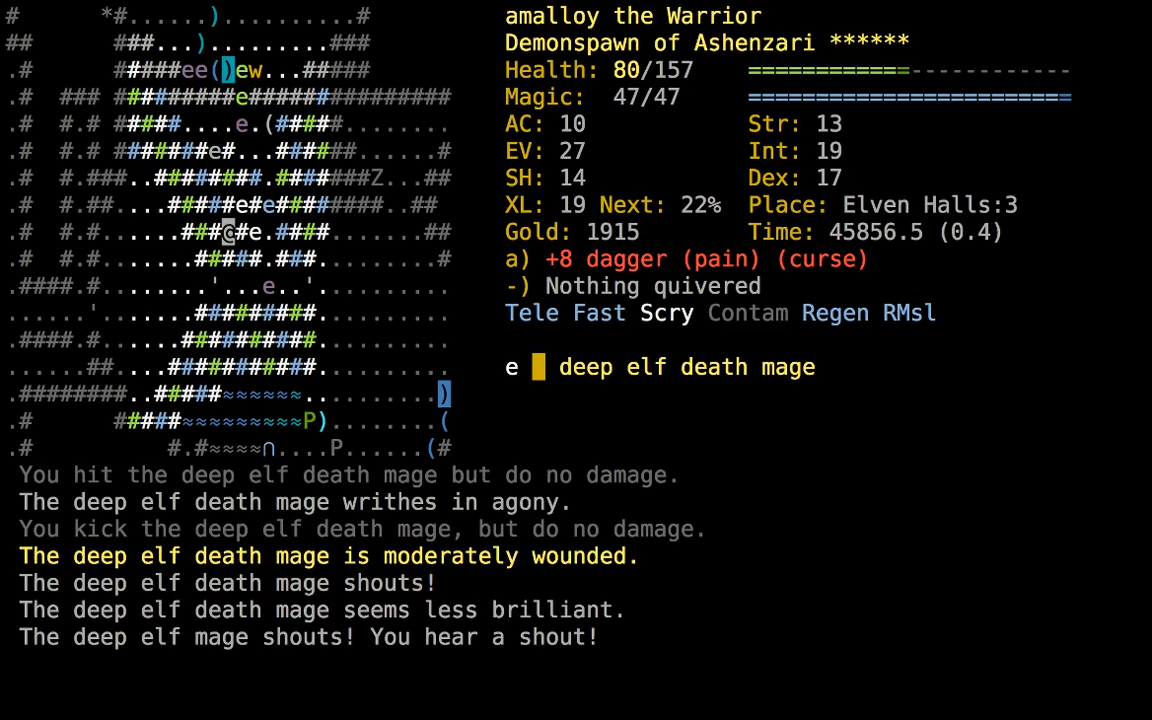 #      *#......)..........#          amalloy the Warrior
##      ###...).........###          Demonspawn of Ashenzari ******
.#      #####ee()ew...#####          Health: 80/157     ===========------------
.#  ### #########e################   Magic:  47/47      =======================
.#  #.# #####....e.(#####........    AC: 10             Str: 13
.#  #.# #######e#...######......#    EV: 27             Int: 19
.#  #.###..########.########Z...##   SH: 14             Dex: 17
.#  #.##....#####e#e#########..##    XL: 19 Next: 22%   Place: Elven Halls:3
.#  #.#......###@#e.####.......##    Gold: 1915         Time: 45856.5 (0.4)
.#  #.#.......#####.###.........#    a) +8 dagger (pain) (curse)
.####.#........'...e..'..........    -) Nothing quivered
......'.......#########..........    Tele Fast Scry Contam Regen RMsl
.####.#......##########..........
......##....###########..........    e   deep elf death mage
.########..#####≈≈≈≈≈≈..........)
.#      #####≈≈≈≈≈≈≈≈≈P)........(
.#          #.#≈≈≈≈∩....P......(#
You hit the deep elf death mage but do no damage.
The deep elf death mage writhes in agony.
You kick the deep elf death mage, but do no damage.
The deep elf death mage is moderately wounded.
The deep elf death mage shouts!
The deep elf death mage seems less brilliant.
The deep elf mage shouts! You hear a shout!